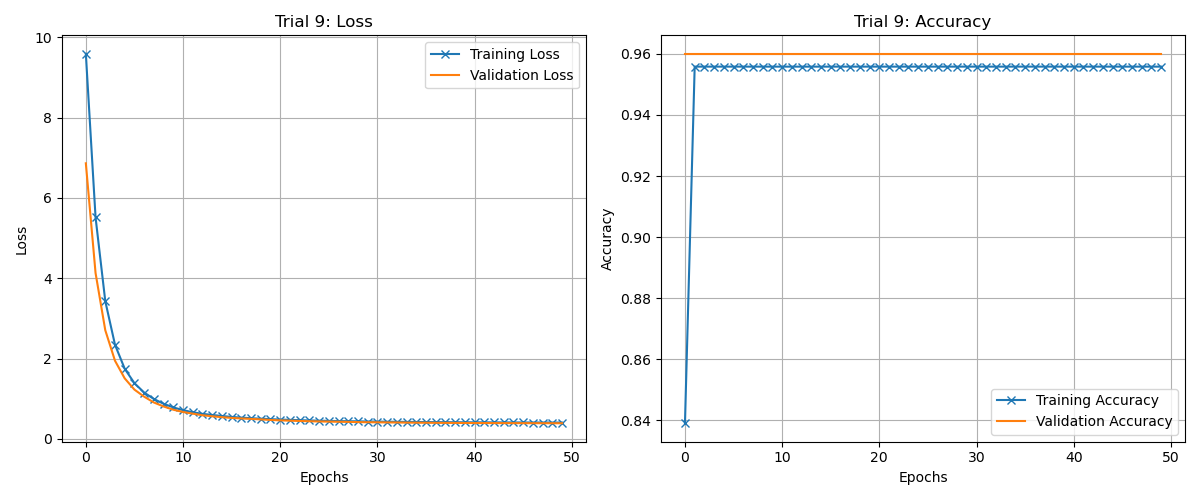 Trial 9: Loss
10
8
6
4
2
0
Loss
0 10 20 30 40 50
Epochs
Training Loss
Validation Loss
Trial 9: Accuracy
0.96
0.94
0.92
0.90
0.88
0.86
0.84
Accuracy
0 10 20 30 40 50
Epochs
Training Accuracy
Validation Accuracy